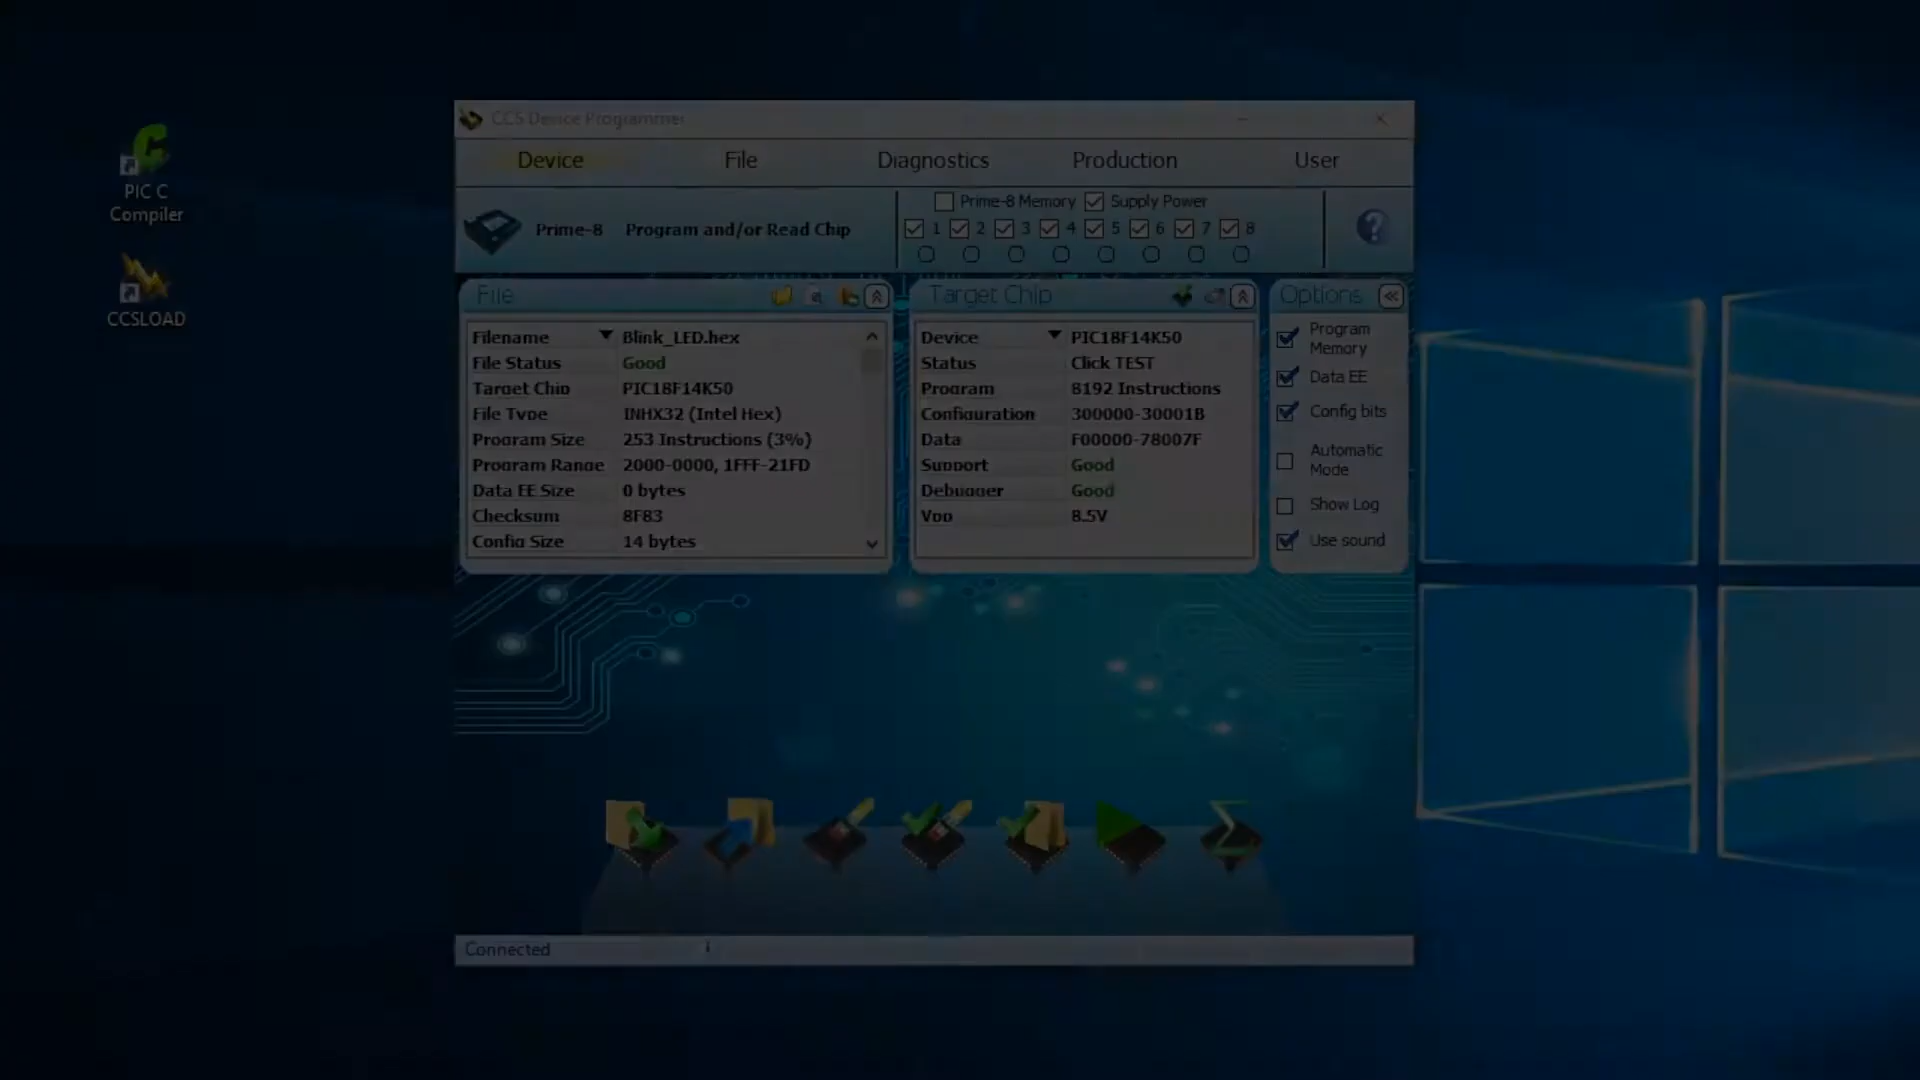 PIC C
Compiler
CCSLOAD
CCS Device Programmer
Device File Diagnostics Production User
Prime-8 Program and/or Read Chip
Prime-8 Memory Supply Power
1 2 3 4 5 6 7 8
?
File
Filename Blink_LED.hex
File Status Good
Target Chip PIC18F14K50
File Type INHX32 (Intel Hex)
Program Size 253 Instructions (3%)
Program Range 2000-0000, 1FFF-21FD
Data EE Size 0 bytes
Checksum 8F83
Config Size 14 bytes
Target Chip
Device PIC18F14K50
Status Click TEST
Program 8192 Instructions
Configuration 300000-30001B
Data F00000-78007F
Support Good
Debugger Good
Vpp 8.5V
Options
Program
Memory
Data EE
Config bits
Automatic
Mode
Show Log
Use sound
Connected